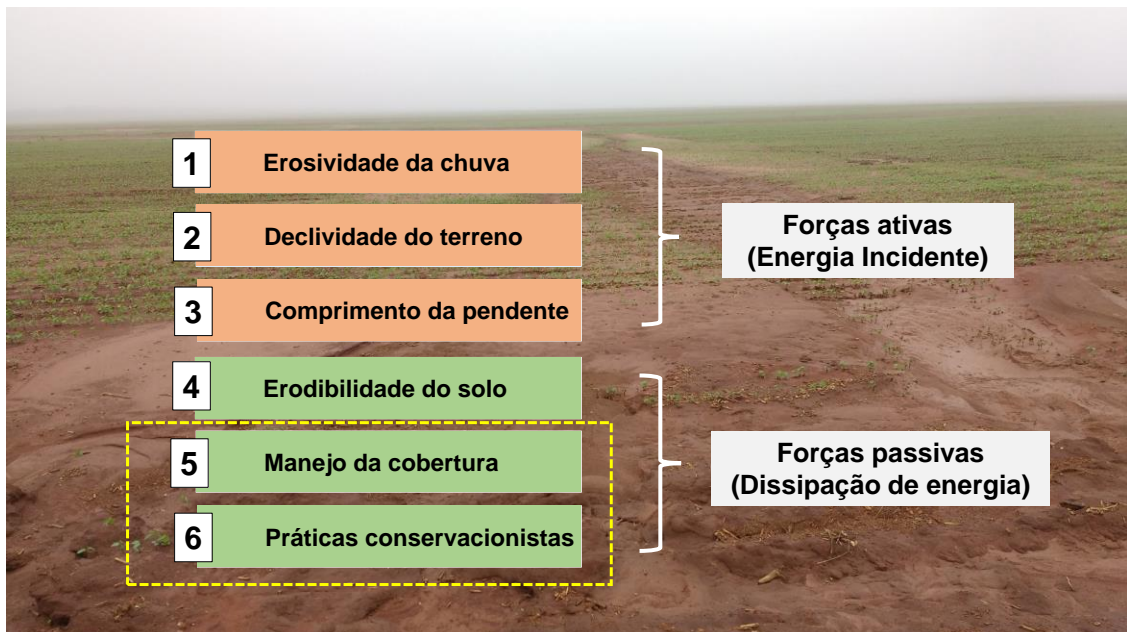 1 Erosividade da chuva
2 Declividade do terreno
3 Comprimento da pendente
Forças ativas
(Energia Incidente)
4 Erodibilidade do solo
5 Manejo da cobertura
6 Práticas conservacionistas
Forças passivas
(Dissipação de energia)